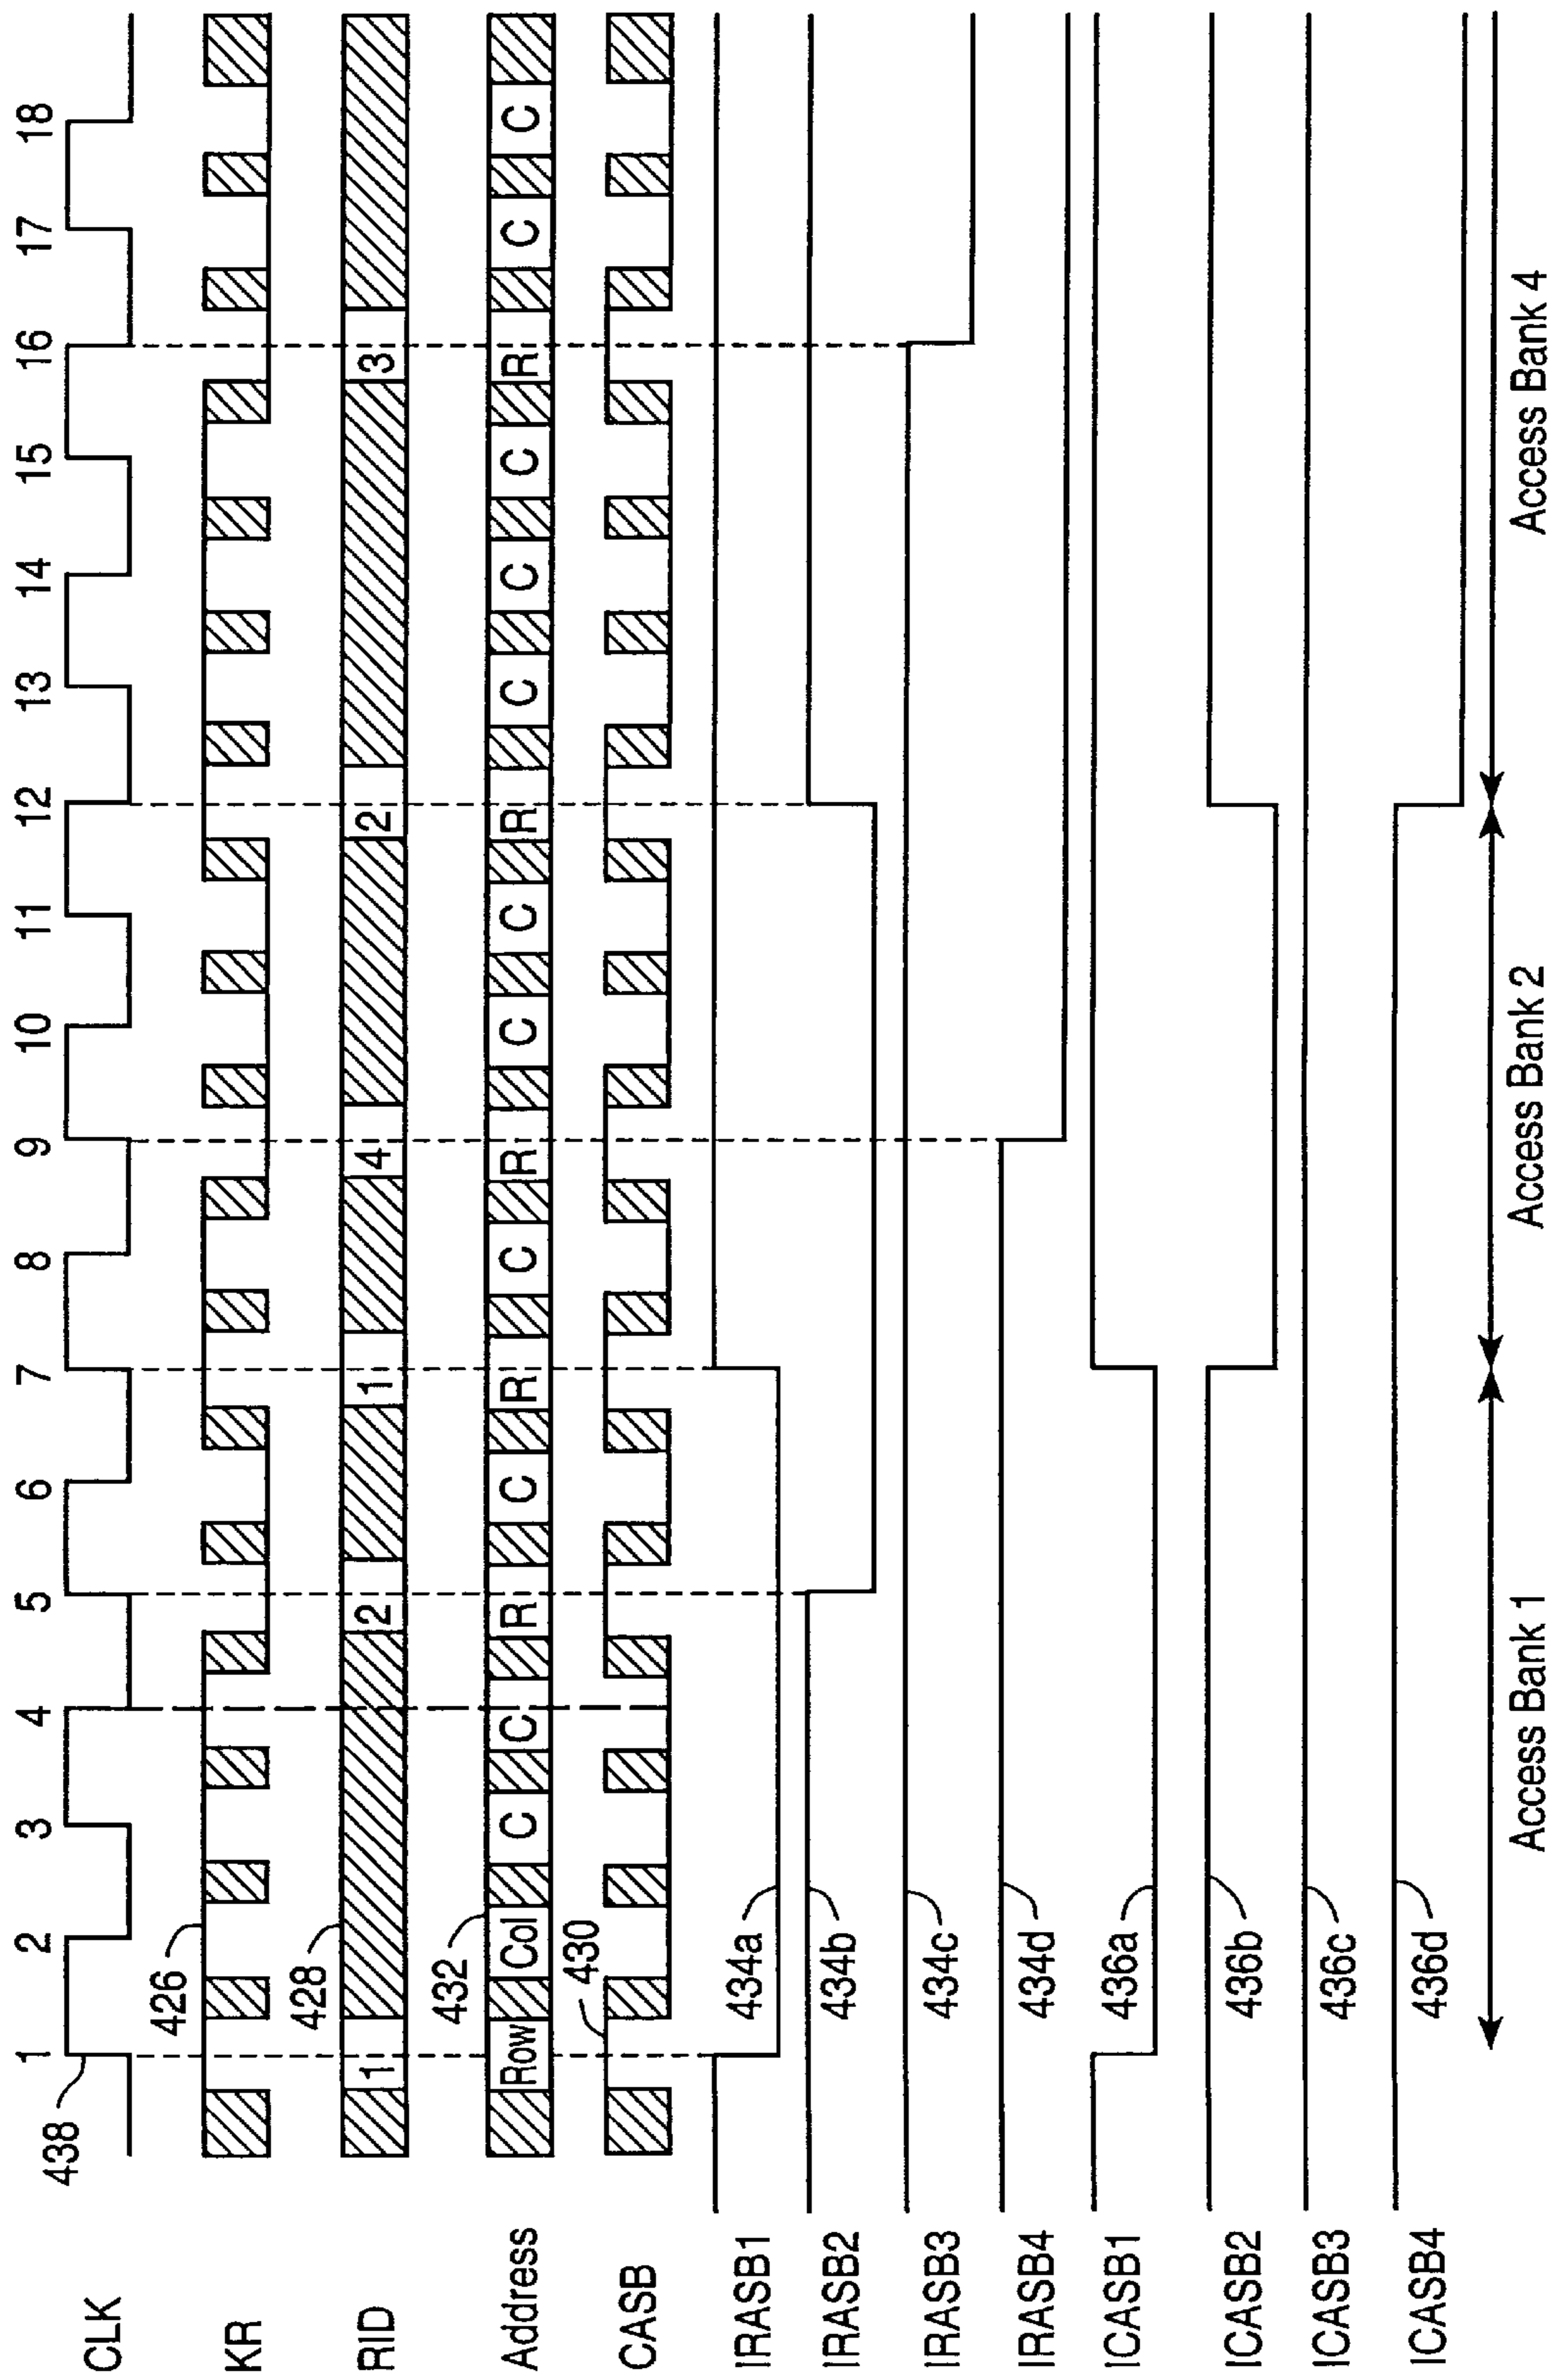 1 2 3 4 5 6 7 8 9 10 11 12 13 14 15 16 17 18
CLK 438
KR 426
RID 428 1 2 1 4 2 3
Address 432 Row Col C C R C R C R C C R C C C R C C
CASB 430
IRASB1 434a
IRASB2 434b
IRASB3 434c
IRASB4 434d
ICASB1 436a
ICASB2 436b
ICASB3 436c
ICASB4 436d
Access Bank 1 Access Bank 2 Access Bank 4